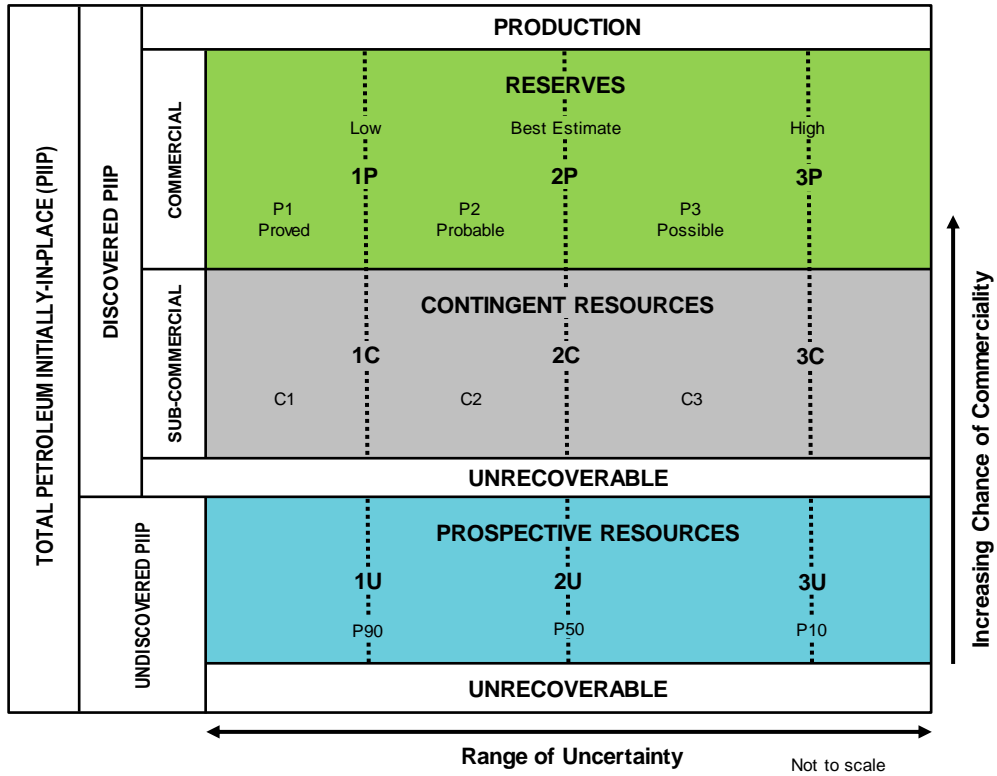 TOTAL PETROLEUM INITIALLY-IN-PLACE (PIIP)
DISCOVERED PIIP
UNDISCOVERED PIIP
COMMERCIAL
SUB-COMMERCIAL
PRODUCTION
RESERVES
Low Best Estimate High
1P 2P 3P
P1 P2 P3
Proved Probable Possible
CONTINGENT RESOURCES
1C 2C 3C
C1 C2 C3
UNRECOVERABLE
PROSPECTIVE RESOURCES
1U 2U 3U
P90 P50 P10
UNRECOVERABLE
Increasing Chance of Commerciality
Range of Uncertainty
Not to scale